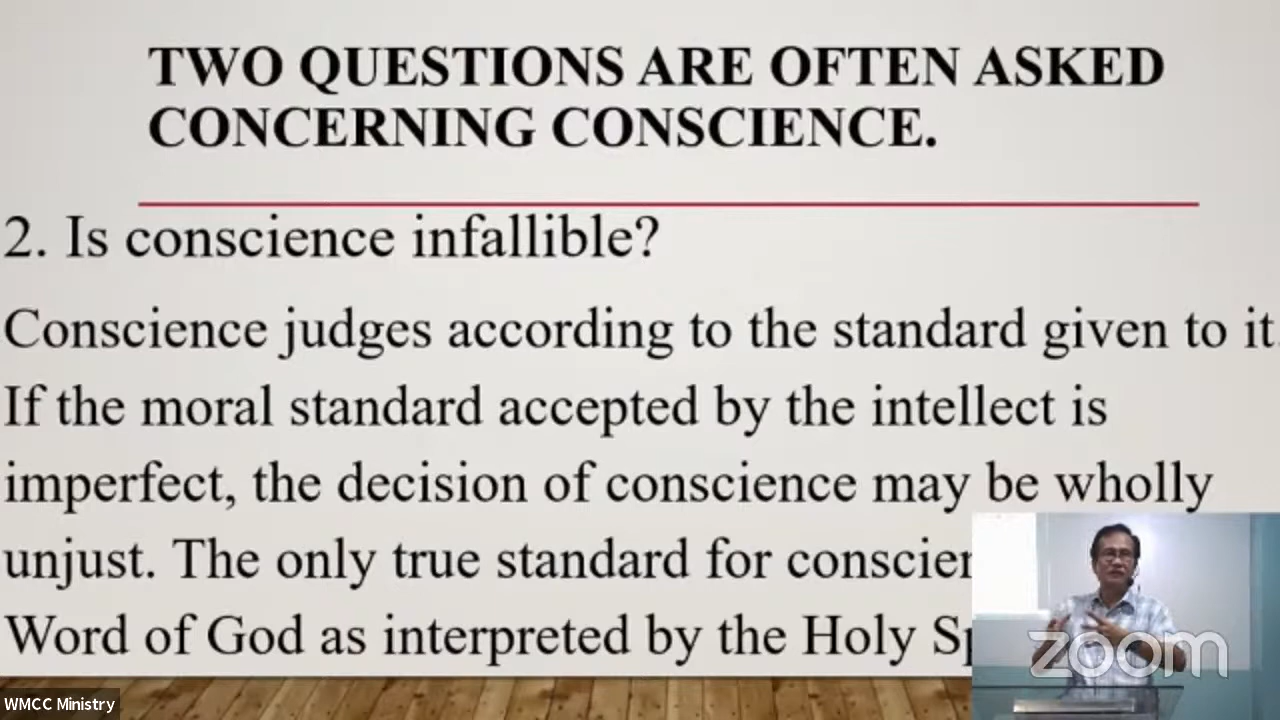 TWO QUESTIONS ARE OFTEN ASKED
CONCERNING CONSCIENCE.
2. Is conscience infallible?
Conscience judges according to the standard given to it.
If the moral standard accepted by the intellect is
imperfect, the decision of conscience may be wholly
unjust. The only true standard for
Word of God as interpreted by the Holy
zoom
WMCC Ministry